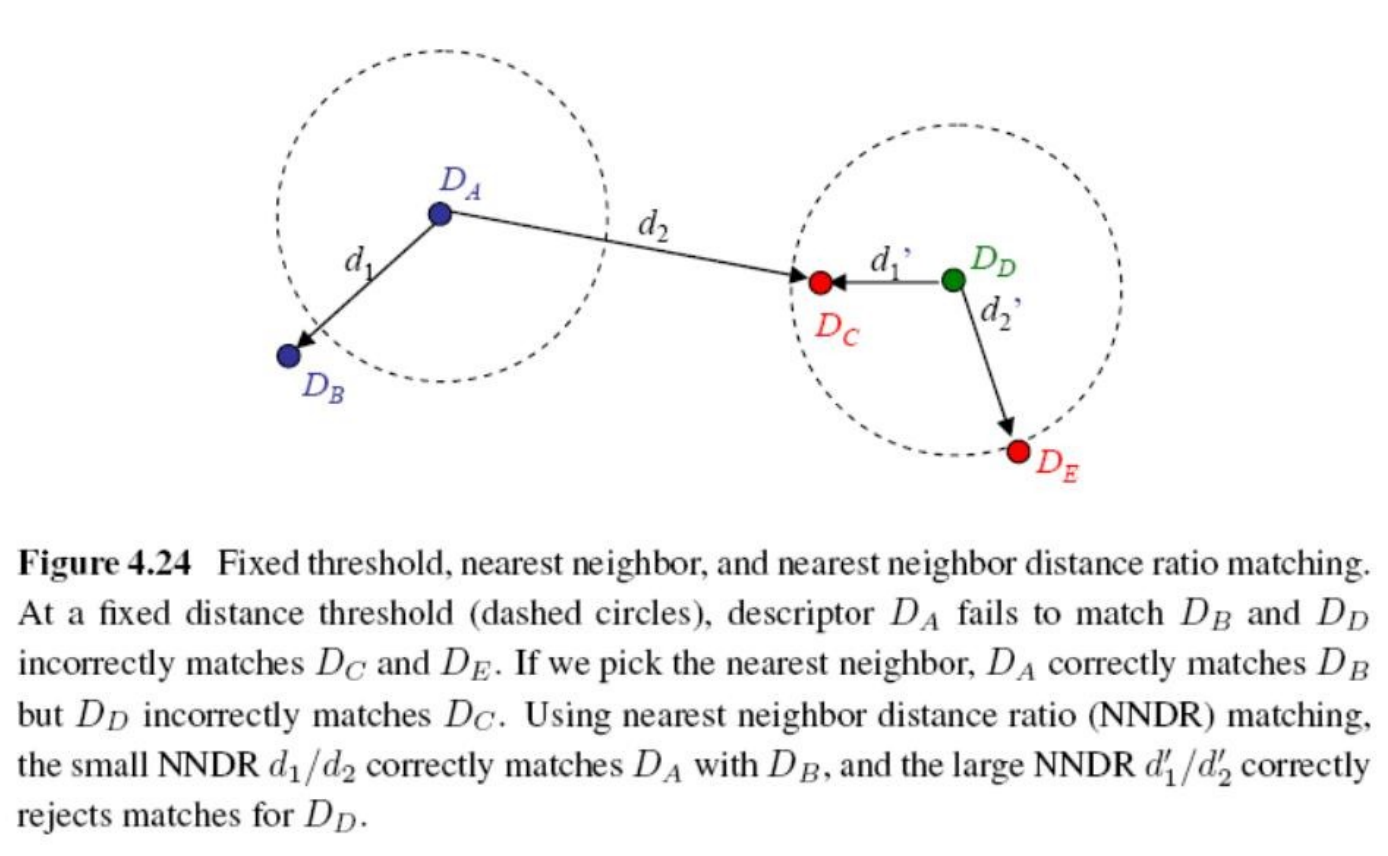 D_A
d_2
d_1
d_1’
D_D
d_2’
D_C
D_B
D_E
Figure 4.24 Fixed threshold, nearest neighbor, and nearest neighbor distance ratio matching.
At a fixed distance threshold (dashed circles), descriptor D_A fails to match D_B and D_D
incorrectly matches D_C and D_E. If we pick the nearest neighbor, D_A correctly matches D_B
but D_D incorrectly matches D_C. Using nearest neighbor distance ratio (NNDR) matching,
the small NNDR d_1/d_2 correctly matches D_A with D_B, and the large NNDR d′_1/d′_2 correctly
rejects matches for D_D.